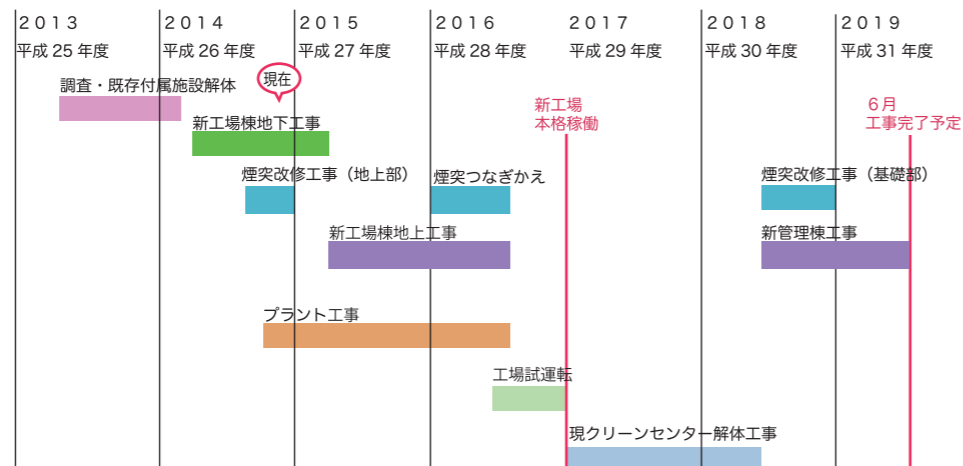 ２０１３
平成 25 年度
２０１４
平成 26 年度
２０１５
平成 27 年度
２０１６
平成 28 年度
２０１７
平成 29 年度
２０１８
平成 30 年度
２０１９
平成 31 年度
現在
調査・既存付属施設解体
新工場棟地下工事
新工場
本格稼働
６月
工事完了予定
煙突改修工事（地上部）
煙突つなぎかえ
煙突改修工事（基礎部）
新工場棟地上工事
新管理棟工事
プラント工事
工場試運転
現クリーンセンター解体工事